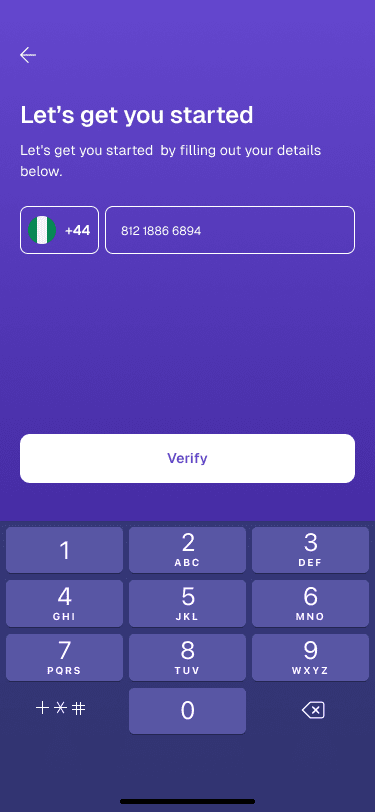 Let’s get you started
Let's get you started  by filling out your details
below.
+44
812 1886 6894
Verify
1
2
ABC
3
DEF
4
GHI
5
JKL
6
MNO
7
PQRS
8
TUV
9
WXYZ
+*#
0